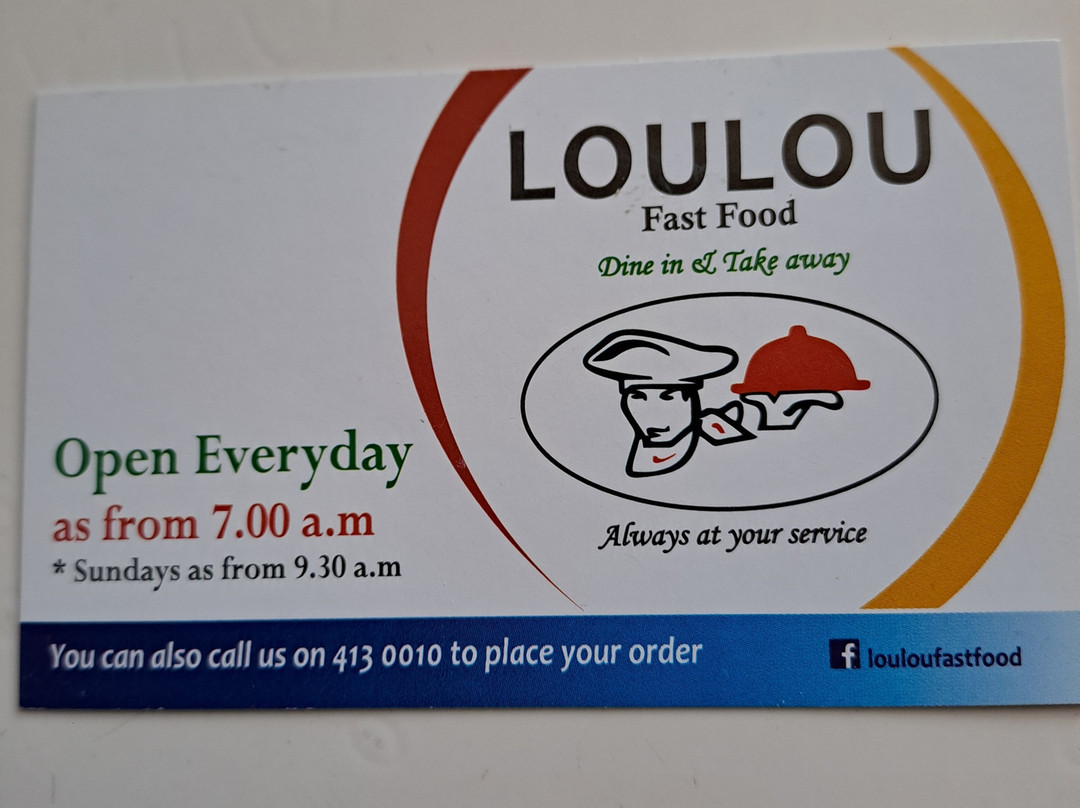 LOULOU
Fast Food
Dine in & Take away
Always at your service
Open Everyday
as from 7.00 a.m
* Sundays as from 9.30 a.m
You can also call us on 413 0010 to place your order
f louloufastfood